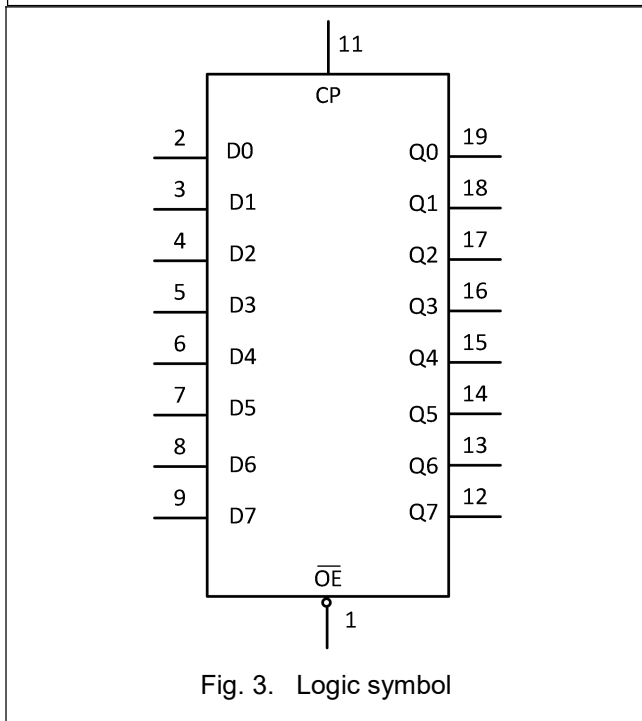 11
CP
2 D0 Q0 19
3 D1 Q1 18
4 D2 Q2 17
5 D3 Q3 16
6 D4 Q4 15
7 D5 Q5 14
8 D6 Q6 13
9 D7 Q7 12
O̅E̅
1
Fig. 3. Logic symbol